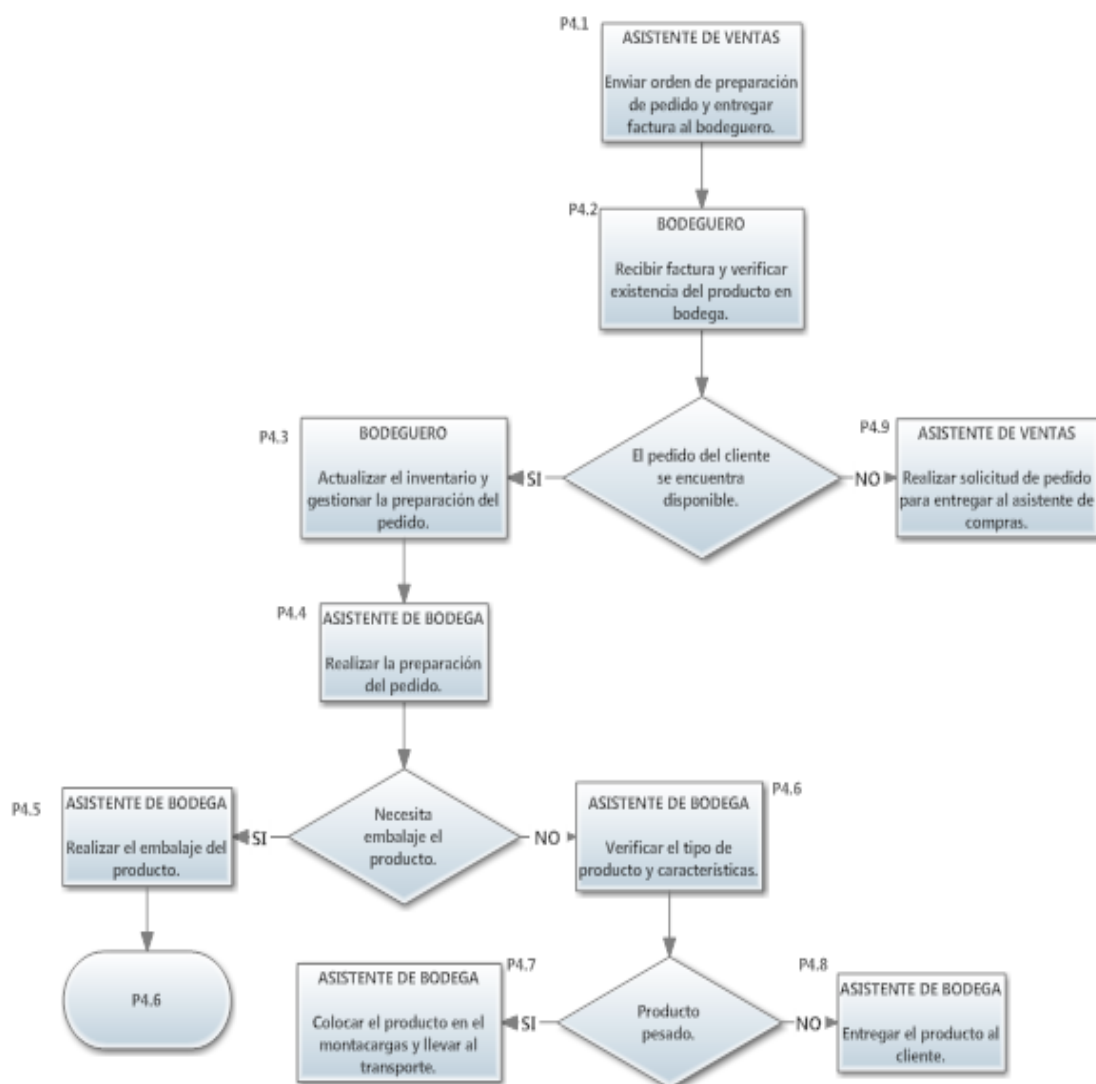 P4.1
ASISTENTE DE VENTAS
Enviar orden de preparación
de pedido y entregar
factura al bodeguero.
P4.2
BODEGUERO
Recibir factura y verificar
existencia del producto en
bodega.
P4.3
BODEGUERO
Actualizar el inventario y
gestionar la preparación del
pedido.
SI
El pedido del cliente
se encuentra
disponible.
NO
P4.9
ASISTENTE DE VENTAS
Realizar solicitud de pedido
para entregar al asistente de
compras.
P4.4
ASISTENTE DE BODEGA
Realizar la preparación
del pedido.
P4.5
ASISTENTE DE BODEGA
Realizar el embalaje del
producto.
SI
Necesita
embalaje el
producto.
NO
P4.6
ASISTENTE DE BODEGA
Verificar el tipo de
producto y características.
P4.6
P4.7
ASISTENTE DE BODEGA
Colocar el producto en el
montacargas y llevar al
transporte.
SI
Producto
pesado.
NO
P4.8
ASISTENTE DE BODEGA
Entregar el producto al
cliente.